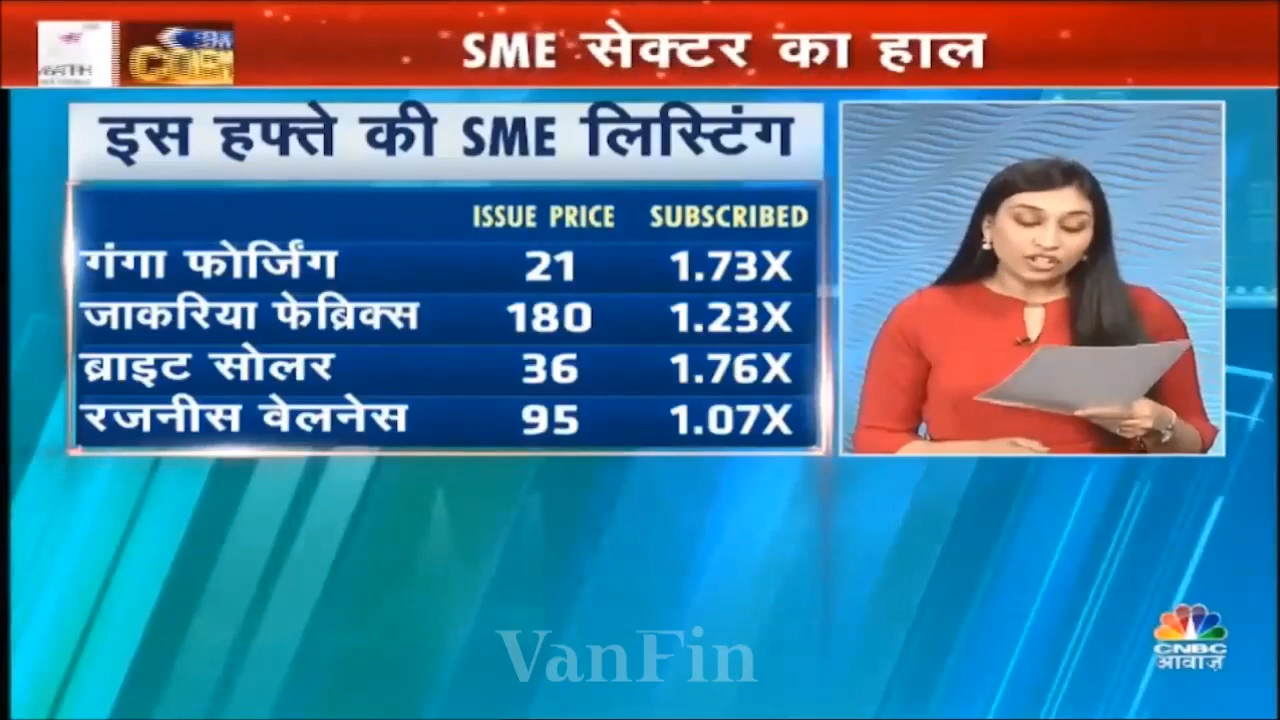 SME सेक्टर का हाल
इस हफ्ते की SME लिस्टिंग
ISSUE PRICE SUBSCRIBED
गंगा फोर्जिंग 21 1.73X
जाकरिया फेब्रिक्स 180 1.23X
ब्राइट सोलर 36 1.76X
रजनीस वेलनेस 95 1.07X
VanFin
CNBC
आवाज़